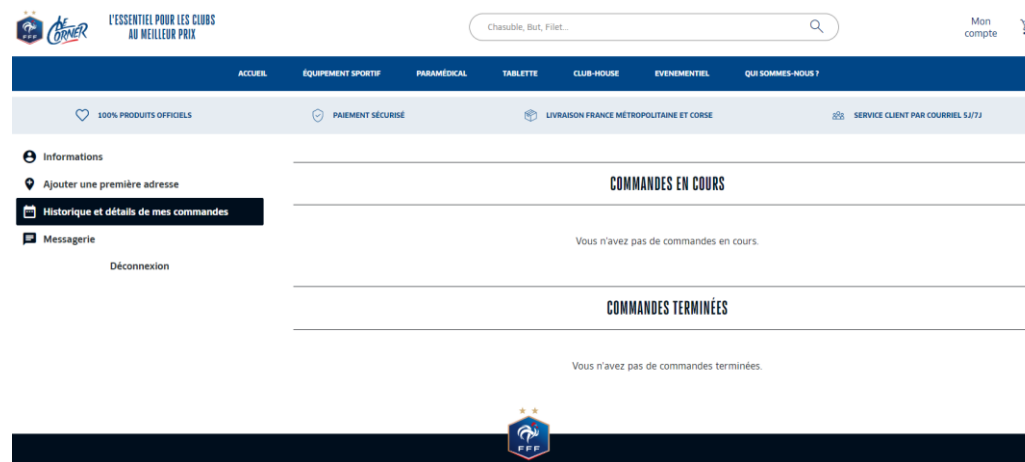 FFF
LE CORNER
L'ESSENTIEL POUR LES CLUBS
AU MEILLEUR PRIX
Chasuble, But, Filet...
Mon
compte
ACCUEIL ÉQUIPEMENT SPORTIF PARAMÉDICAL TABLETTE CLUB-HOUSE EVENEMENTIEL QUI SOMMES-NOUS ?
100% PRODUITS OFFICIELS PAIEMENT SÉCURISÉ LIVRAISON FRANCE MÉTROPOLITAINE ET CORSE SERVICE CLIENT PAR COURRIEL 5J/7J
Informations
Ajouter une première adresse
Historique et détails de mes commandes
Messagerie
Déconnexion
COMMANDES EN COURS
Vous n'avez pas de commandes en cours.
COMMANDES TERMINÉES
Vous n'avez pas de commandes terminées.
FFF